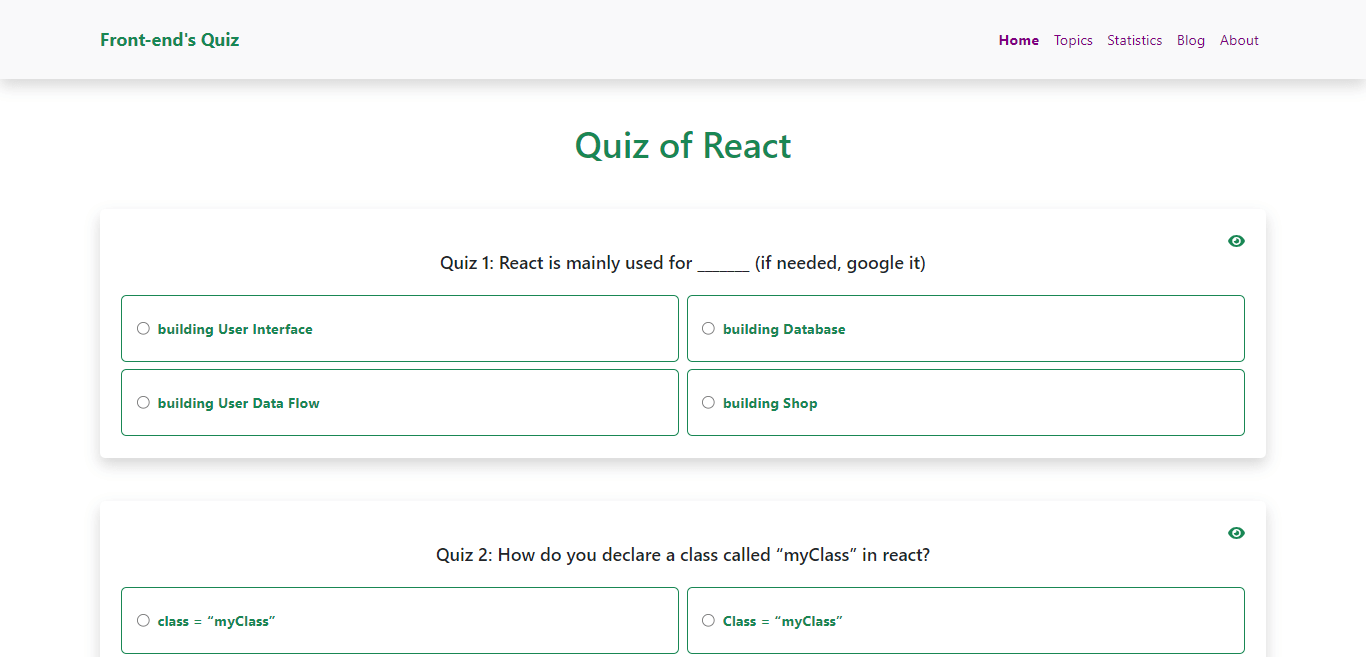 Front-end's Quiz
Home Topics Statistics Blog About
Quiz of React
Quiz 1: React is mainly used for _______ (if needed, google it)
building User Interface
building Database
building User Data Flow
building Shop
Quiz 2: How do you declare a class called “myClass” in react?
class = “myClass”
Class = “myClass”